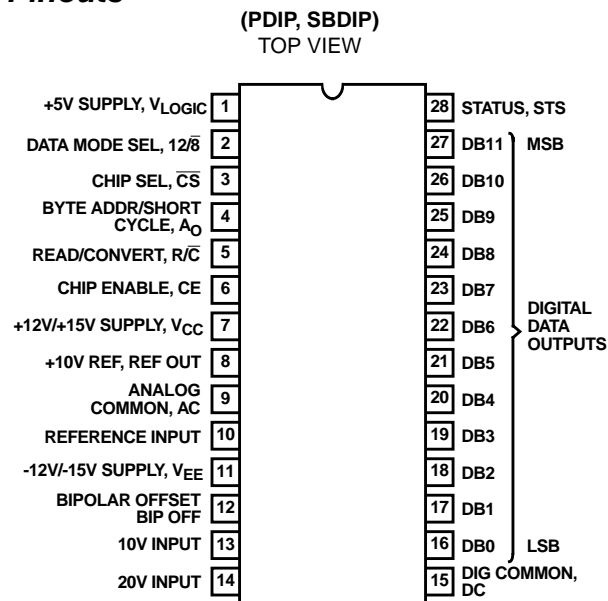 (PDIP, SBDIP)
TOP VIEW
+5V SUPPLY, VLOGIC 1
DATA MODE SEL, 12/8̅ 2
CHIP SEL, C̅S̅ 3
BYTE ADDR/SHORT
CYCLE, AO 4
READ/CONVERT, R/C̅ 5
CHIP ENABLE, CE 6
+12V/+15V SUPPLY, VCC 7
+10V REF, REF OUT 8
ANALOG
COMMON, AC 9
REFERENCE INPUT 10
-12V/-15V SUPPLY, VEE 11
BIPOLAR OFFSET
BIP OFF 12
10V INPUT 13
20V INPUT 14
28 STATUS, STS
27 DB11 MSB
26 DB10
25 DB9
24 DB8
23 DB7
22 DB6
21 DB5
20 DB4
19 DB3
18 DB2
17 DB1
16 DB0 LSB
15 DIG COMMON,
DC
DIGITAL
DATA
OUTPUTS